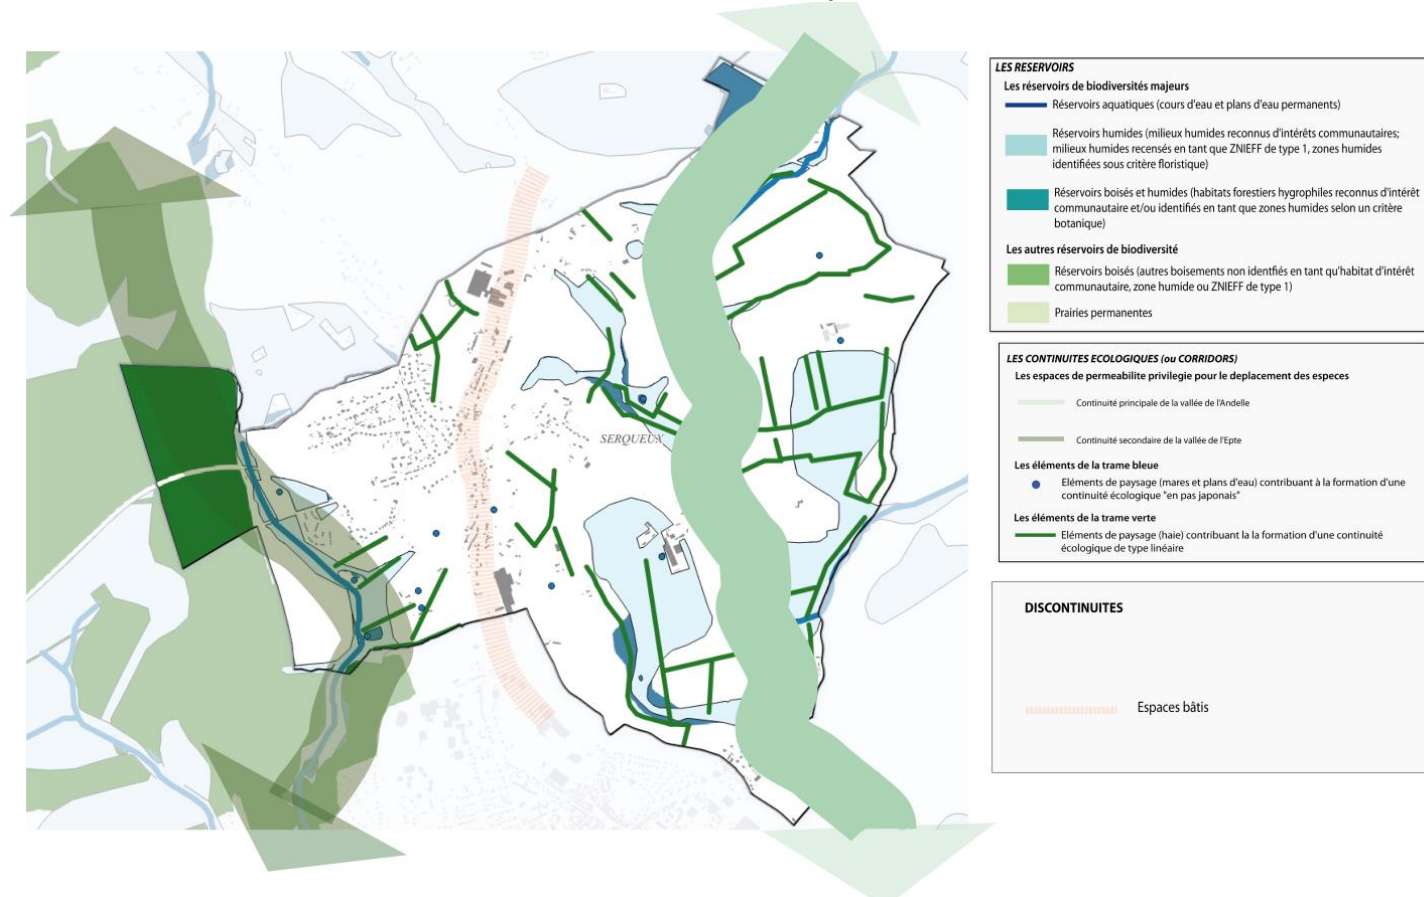 SERQUEUX
LES RESERVOIRS
Les réservoirs de biodiversités majeurs
Réservoirs aquatiques (cours d'eau et plans d'eau permanents)
Réservoirs humides (milieux humides reconnus d'intérêts communautaires;
milieux humides recensés en tant que ZNIEFF de type 1, zones humides
identifiées sous critère floristique)
Réservoirs boisés et humides (habitats forestiers hygrophiles reconnus d'intérêt
communautaire et/ou identifiés en tant que zones humides selon un critère
botanique)
Les autres réservoirs de biodiversité
Réservoirs boisés (autres boisements non identfiés en tant qu'habitat d'intérêt
communautaire, zone humide ou ZNIEFF de type 1)
Prairies permanentes
LES CONTINUITES ECOLOGIQUES (ou CORRIDORS)
Les espaces de permeabilite privilegie pour le deplacement des especes
Continuité principale de la vallée de l'Andelle
Continuité secondaire de la vallée de l'Epte
Les éléments de la trame bleue
Eléments de paysage (mares et plans d'eau) contribuant à la formation d'une
continuité écologique "en pas japonais"
Les éléments de la trame verte
Eléments de paysage (haie) contribuant la la formation d'une continuité
écologique de type linéaire
DISCONTINUITES
Espaces bâtis